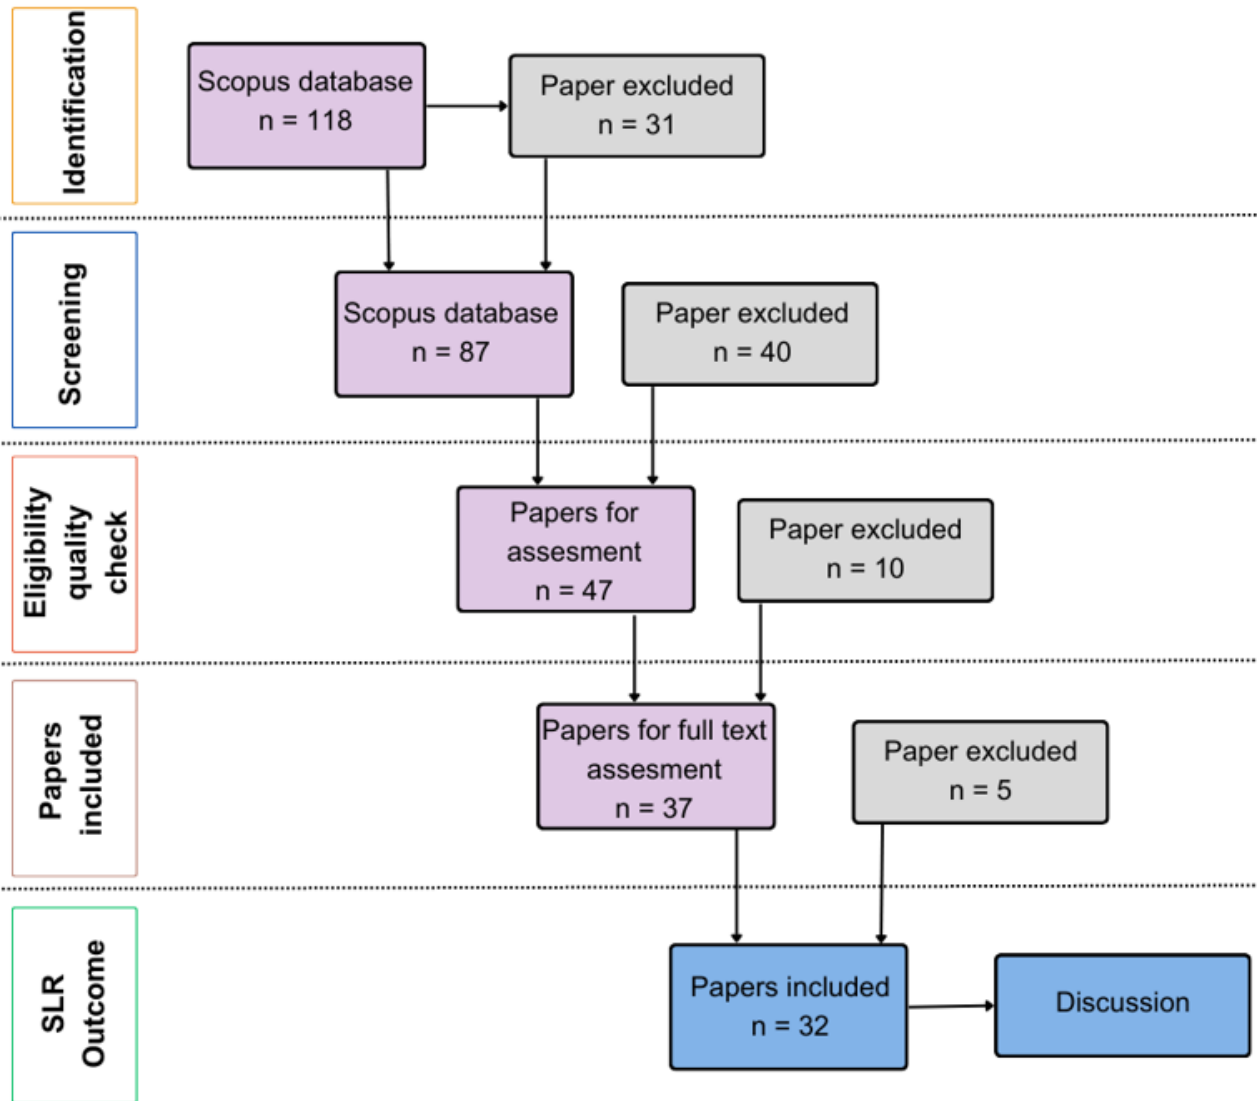 Identification
Scopus database
n = 118
Paper excluded
n = 31
Screening
Scopus database
n = 87
Paper excluded
n = 40
Eligibility
quality
check
Papers for
assesment
n = 47
Paper excluded
n = 10
Papers
included
Papers for full text
assesment
n = 37
Paper excluded
n = 5
SLR
Outcome
Papers included
n = 32
Discussion